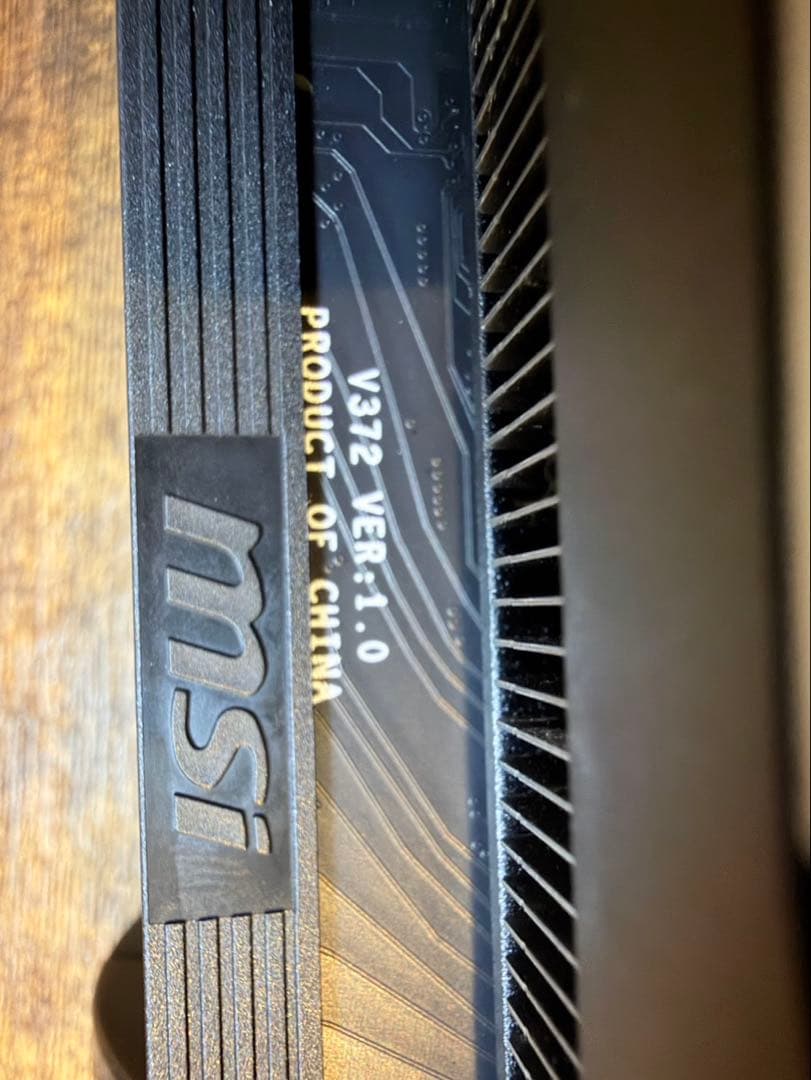 V372 VER:1.0
PRODUCT OF CHINA
msi